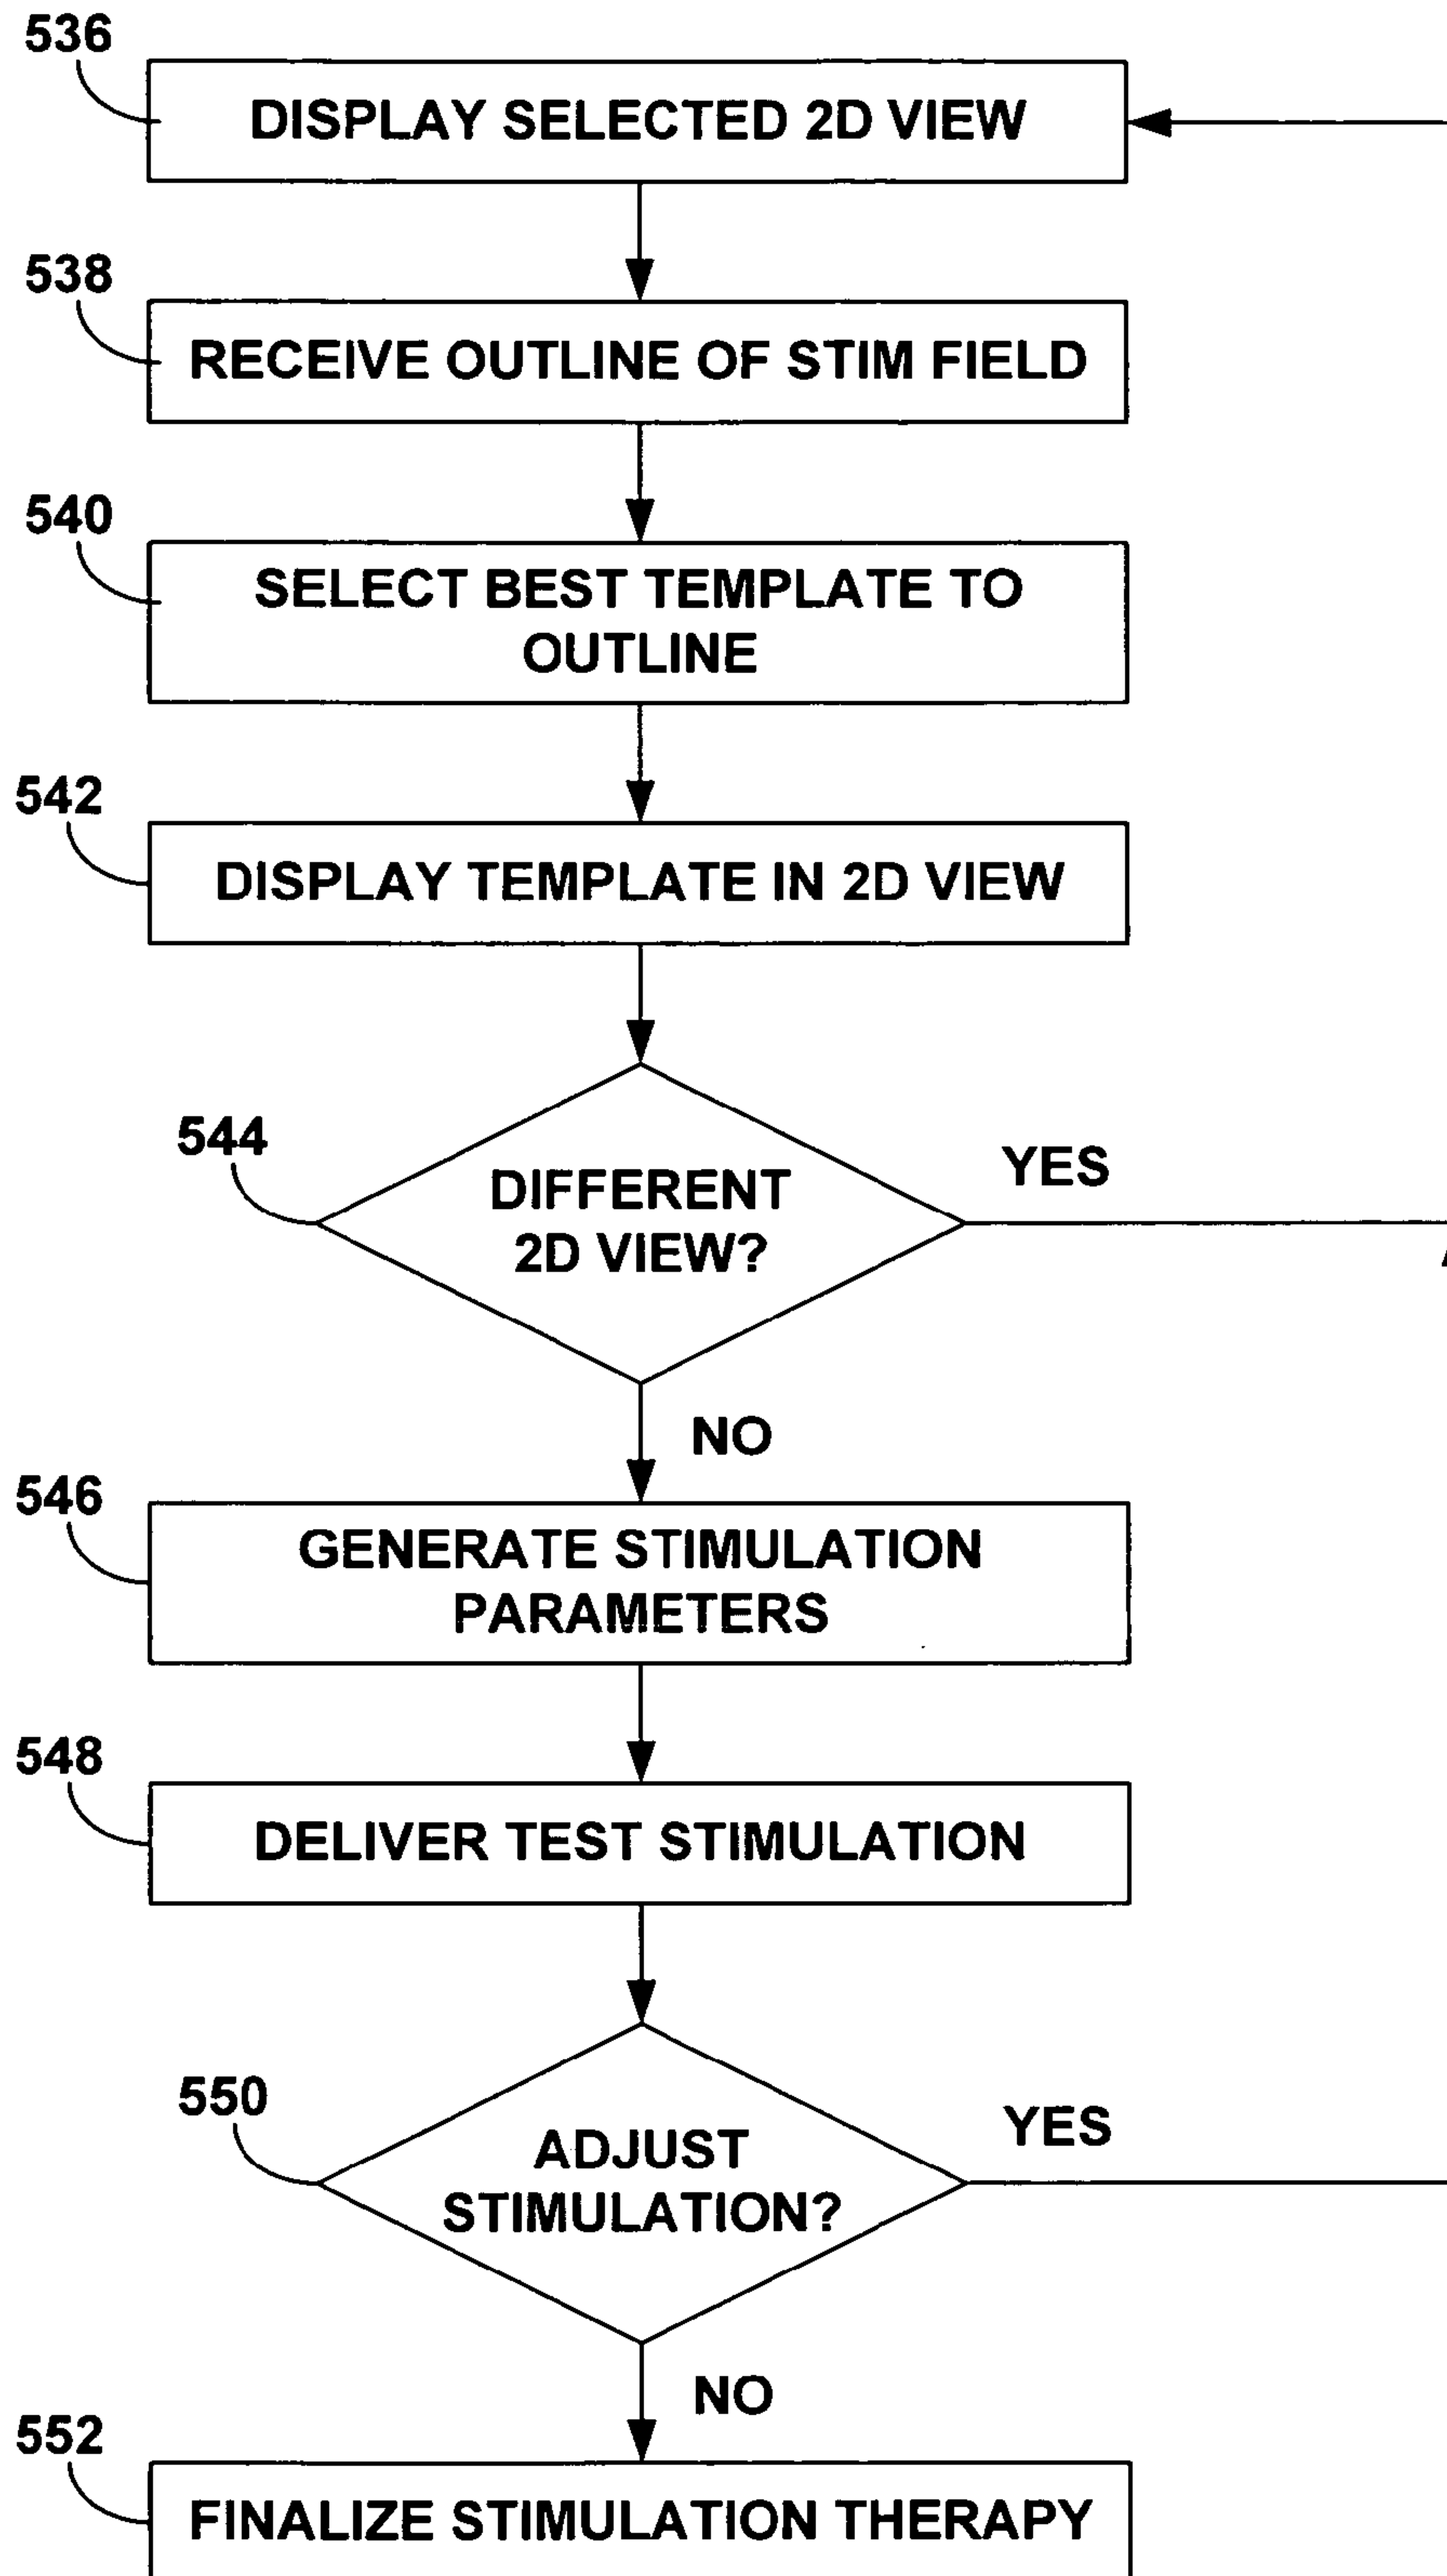 536
DISPLAY SELECTED 2D VIEW
538
RECEIVE OUTLINE OF STIM FIELD
540
SELECT BEST TEMPLATE TO
OUTLINE
542
DISPLAY TEMPLATE IN 2D VIEW
544
DIFFERENT
2D VIEW?
YES
NO
546
GENERATE STIMULATION
PARAMETERS
548
DELIVER TEST STIMULATION
550
ADJUST
STIMULATION?
YES
NO
552
FINALIZE STIMULATION THERAPY